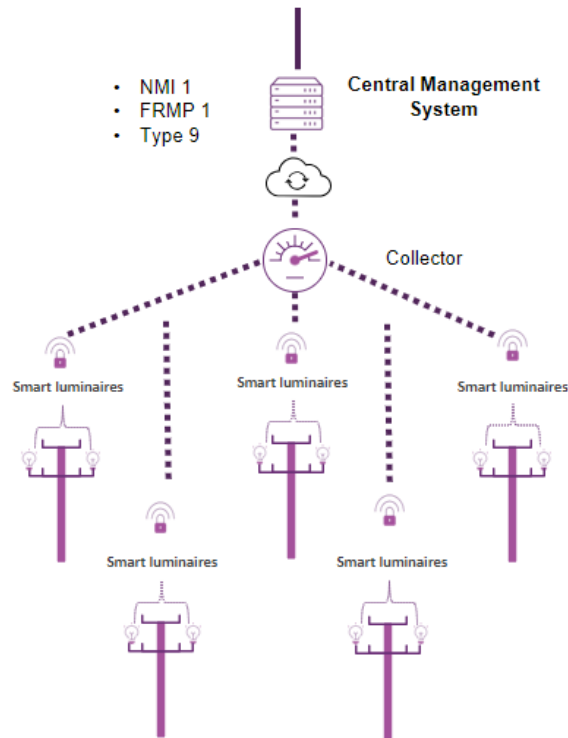 • NMI 1
• FRMP 1
• Type 9
Central Management
System
Collector
Smart luminaires
Smart luminaires
Smart luminaires
Smart luminaires
Smart luminaires